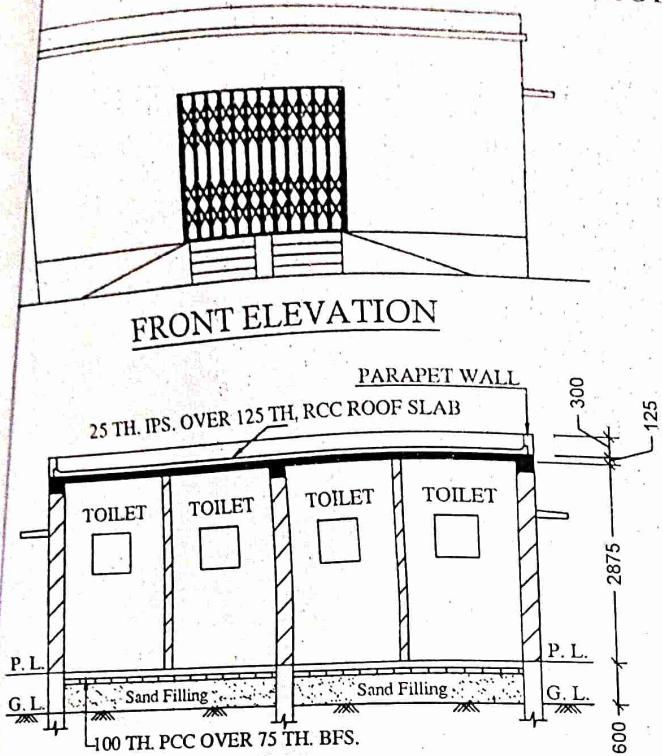 FRONT ELEVATION
PARAPET WALL
25 TH. IPS. OVER 125 TH, RCC ROOF SLAB
300
125
TOILET
TOILET
TOILET
TOILET
2875
P. L.
P. L.
Sand Filling
Sand Filling
G. L.
G. L.
100 TH. PCC OVER 75 TH. BFS.
600